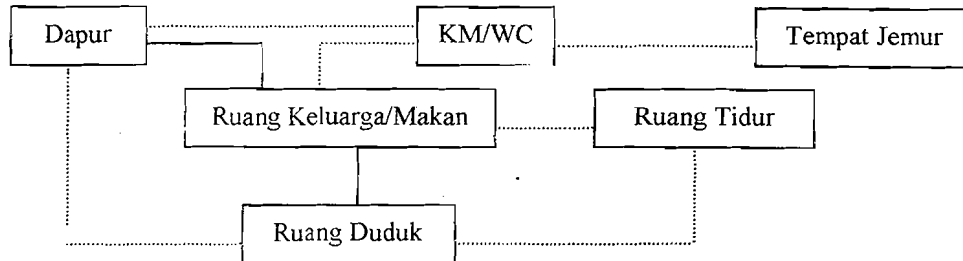 Dapur
KM/WC
Tempat Jemur
Ruang Keluarga/Makan
Ruang Tidur
Ruang Duduk